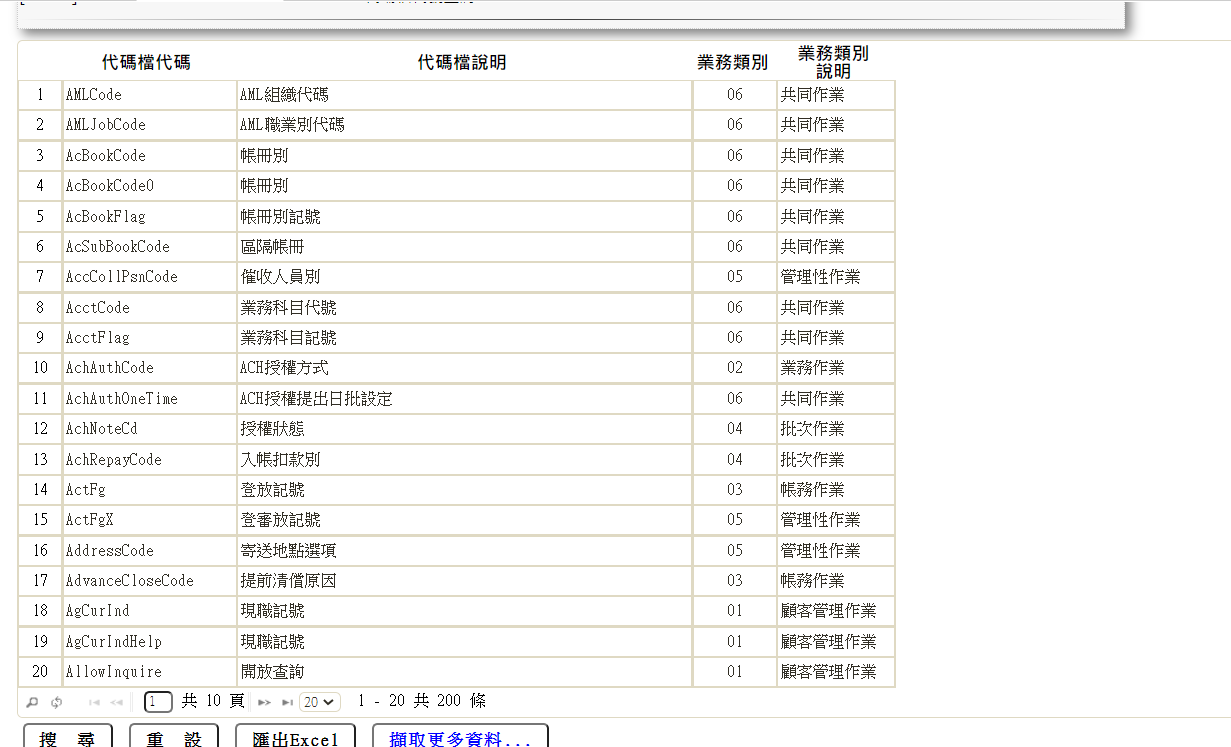 代碼檔代碼 代碼檔說明 業務類別 業務類別
說明
1 AMLCode AML組織代碼 06 共同作業
2 AMLJobCode AML職業別代碼 06 共同作業
3 AcBookCode 帳冊別 06 共同作業
4 AcBookCode0 帳冊別 06 共同作業
5 AcBookFlag 帳冊別記號 06 共同作業
6 AcSubBookCode 區隔帳冊 06 共同作業
7 AccCollPsnCode 催收人員別 05 管理性作業
8 AcctCode 業務科目代號 06 共同作業
9 AcctFlag 業務科目記號 06 共同作業
10 AchAuthCode ACH授權方式 02 業務作業
11 AchAuthOneTime ACH授權提出日批設定 06 共同作業
12 AchNoteCd 授權狀態 04 批次作業
13 AchRepayCode 入帳扣款別 04 批次作業
14 ActFg 登放記號 03 帳務作業
15 ActFgX 登審放記號 05 管理性作業
16 AddressCode 寄送地點選項 05 管理性作業
17 AdvanceCloseCode 提前清償原因 03 帳務作業
18 AgCurInd 現職記號 01 顧客管理作業
19 AgCurIndHelp 現職記號 01 顧客管理作業
20 AllowInquire 開放查詢 01 顧客管理作業
1 共 10 頁 20 1 - 20 共 200 條
搜 尋 重 設 匯出Excel 擷取更多資料...